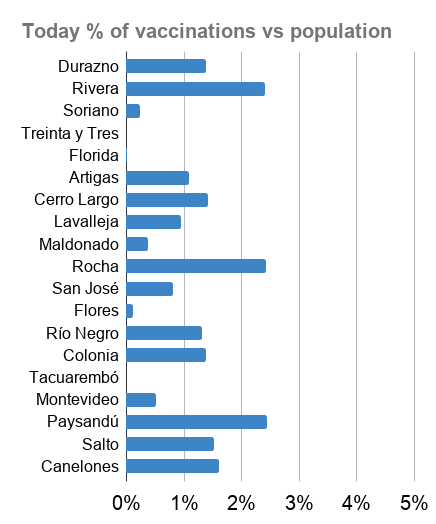 Today % of vaccinations vs population
Durazno
Rivera
Soriano
Treinta y Tres
Florida
Artigas
Cerro Largo
Lavalleja
Maldonado
Rocha
San José
Flores
Río Negro
Colonia
Tacuarembó
Montevideo
Paysandú
Salto
Canelones
0% 1% 2% 3% 4% 5%